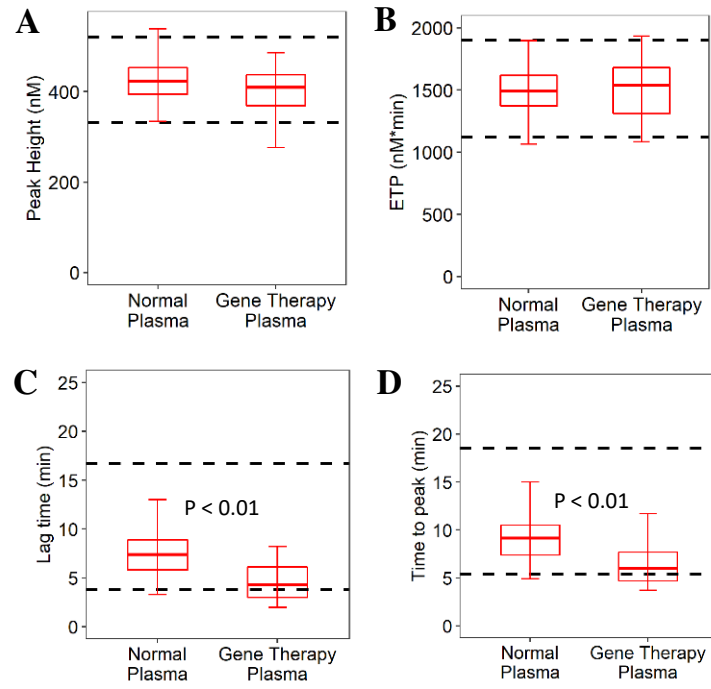 A
Peak Height (nM)
400
200
0
Normal
Plasma
Gene Therapy
Plasma
B
ETP (nM*min)
2000
1500
1000
500
0
Normal
Plasma
Gene Therapy
Plasma
C
Lag time (min)
25
20
15
10
5
0
P < 0.01
Normal
Plasma
Gene Therapy
Plasma
D
Time to peak (min)
25
20
15
10
5
0
P < 0.01
Normal
Plasma
Gene Therapy
Plasma